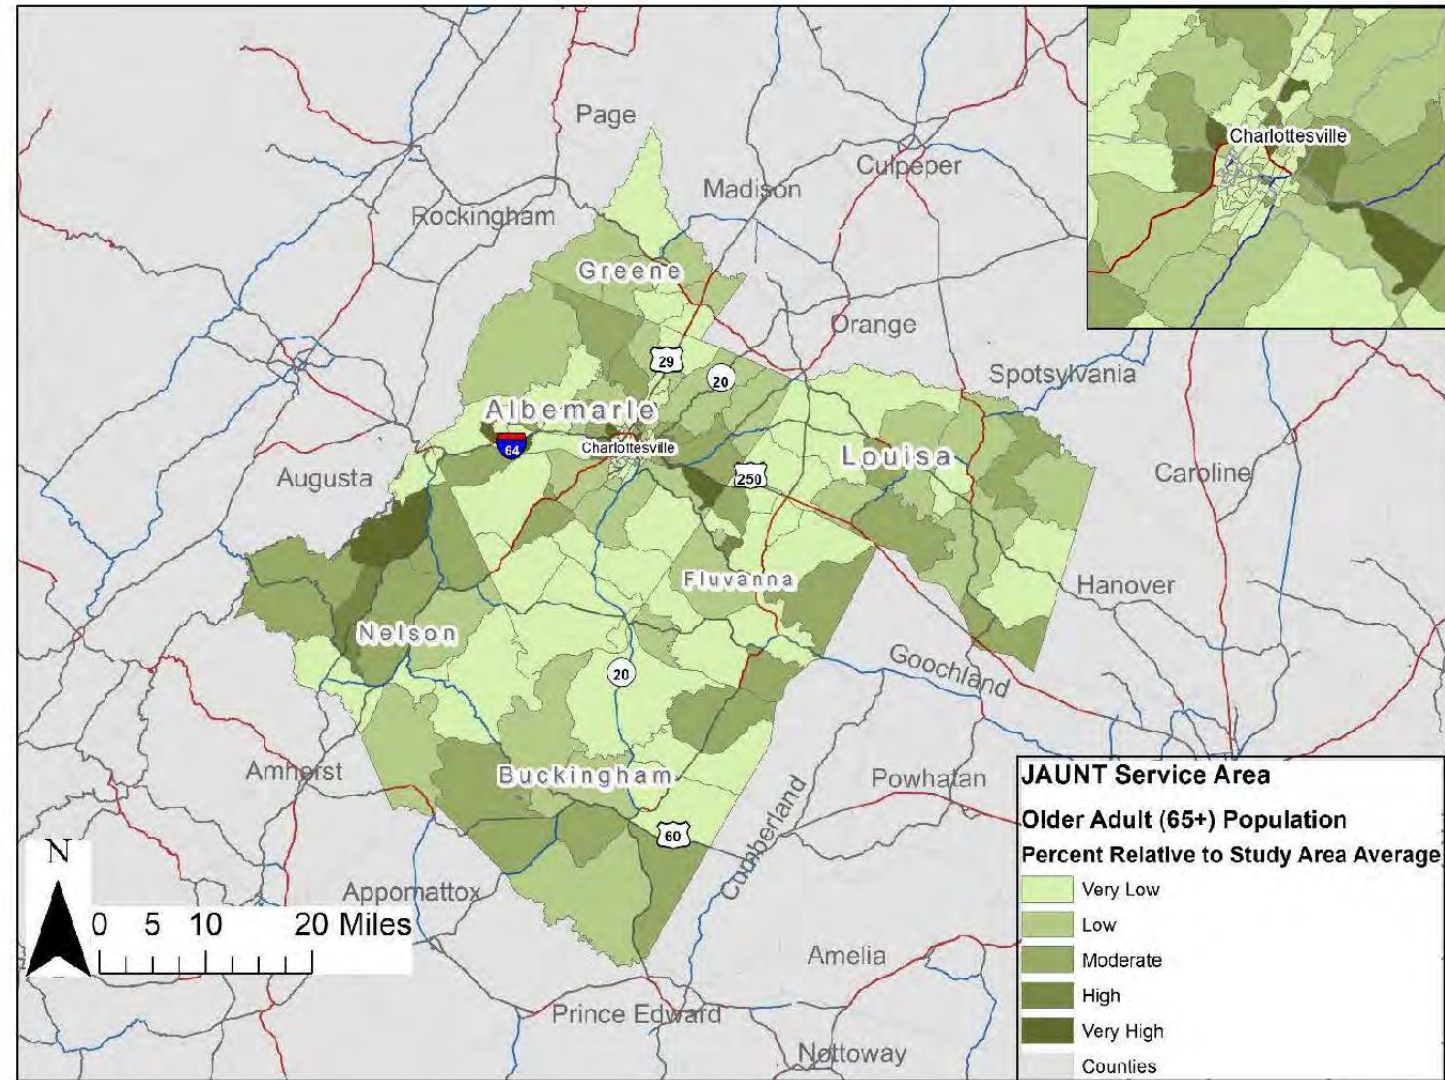 Page
Culpeper
Madison
Rockingham
Greene
Orange
29
20
Spotsylvania
Albemarle
64
Charlottesville
Louisa
250
Augusta
Caroline
Fluvanna
Hanover
Nelson
20
Goochland
Amherst
Buckingham
Powhatan
60
Cumberland
Appomattox
Amelia
Prince Edward
Nottoway
Charlottesville
N
0 5 10 20 Miles
JAUNT Service Area
Older Adult (65+) Population
Percent Relative to Study Area Average
Very Low
Low
Moderate
High
Very High
Counties